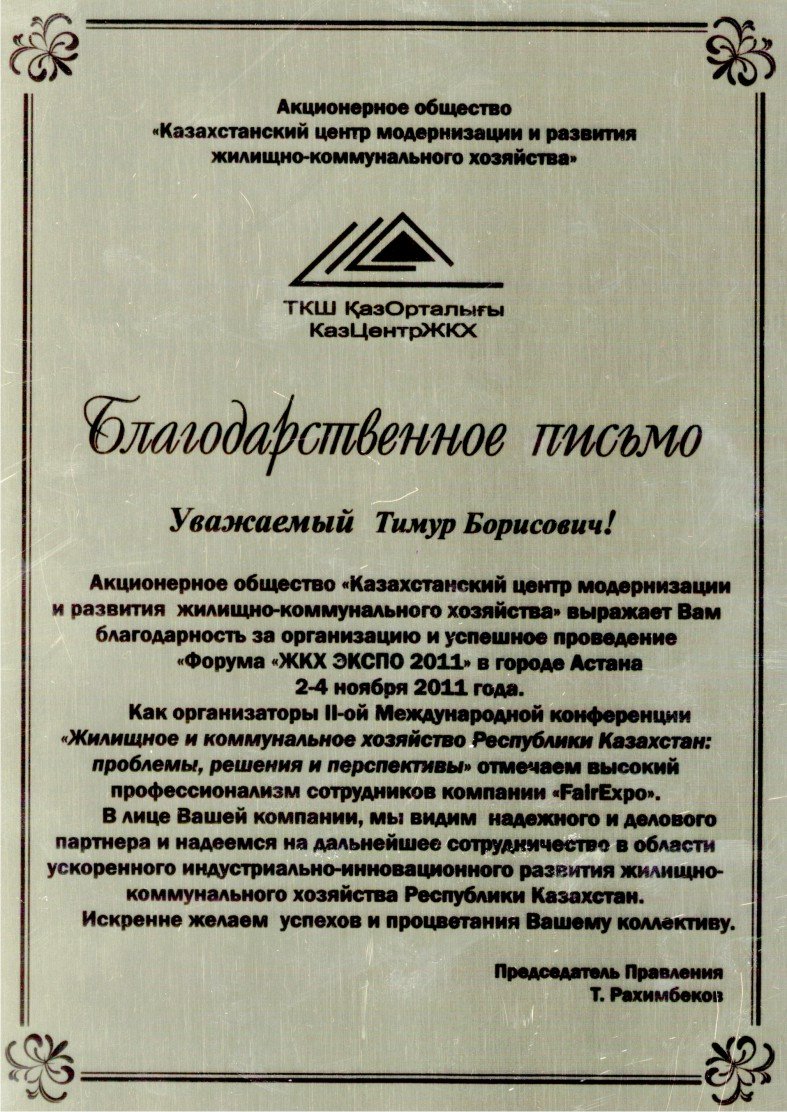 Акционерное общество
«Казахстанский центр модернизации и развития
жилищно-коммунального хозяйства»
ТКШ ҚазОрталығы
КазЦентрЖКХ
Благодарственное письмо
Уважаемый Тимур Борисович!
Акционерное общество «Казахстанский центр модернизации
и развития жилищно-коммунального хозяйства» выражает Вам
благодарность за организацию и успешное проведение
«Форума «ЖКХ ЭКСПО 2011» в городе Астана
2-4 ноября 2011 года.
Как организаторы II-ой Международной конференции
«Жилищное и коммунальное хозяйство Республики Казахстан:
проблемы, решения и перспективы» отмечаем высокий
профессионализм сотрудников компании «FairExpo».
В лице Вашей компании, мы видим надежного и делового
партнера и надеемся на дальнейшее сотрудничество в области
ускоренного индустриально-инновационного развития жилищно-
коммунального хозяйства Республики Казахстан.
Искренне желаем успехов и процветания Вашему коллективу.
Председатель Правления
Т. Рахимбеков